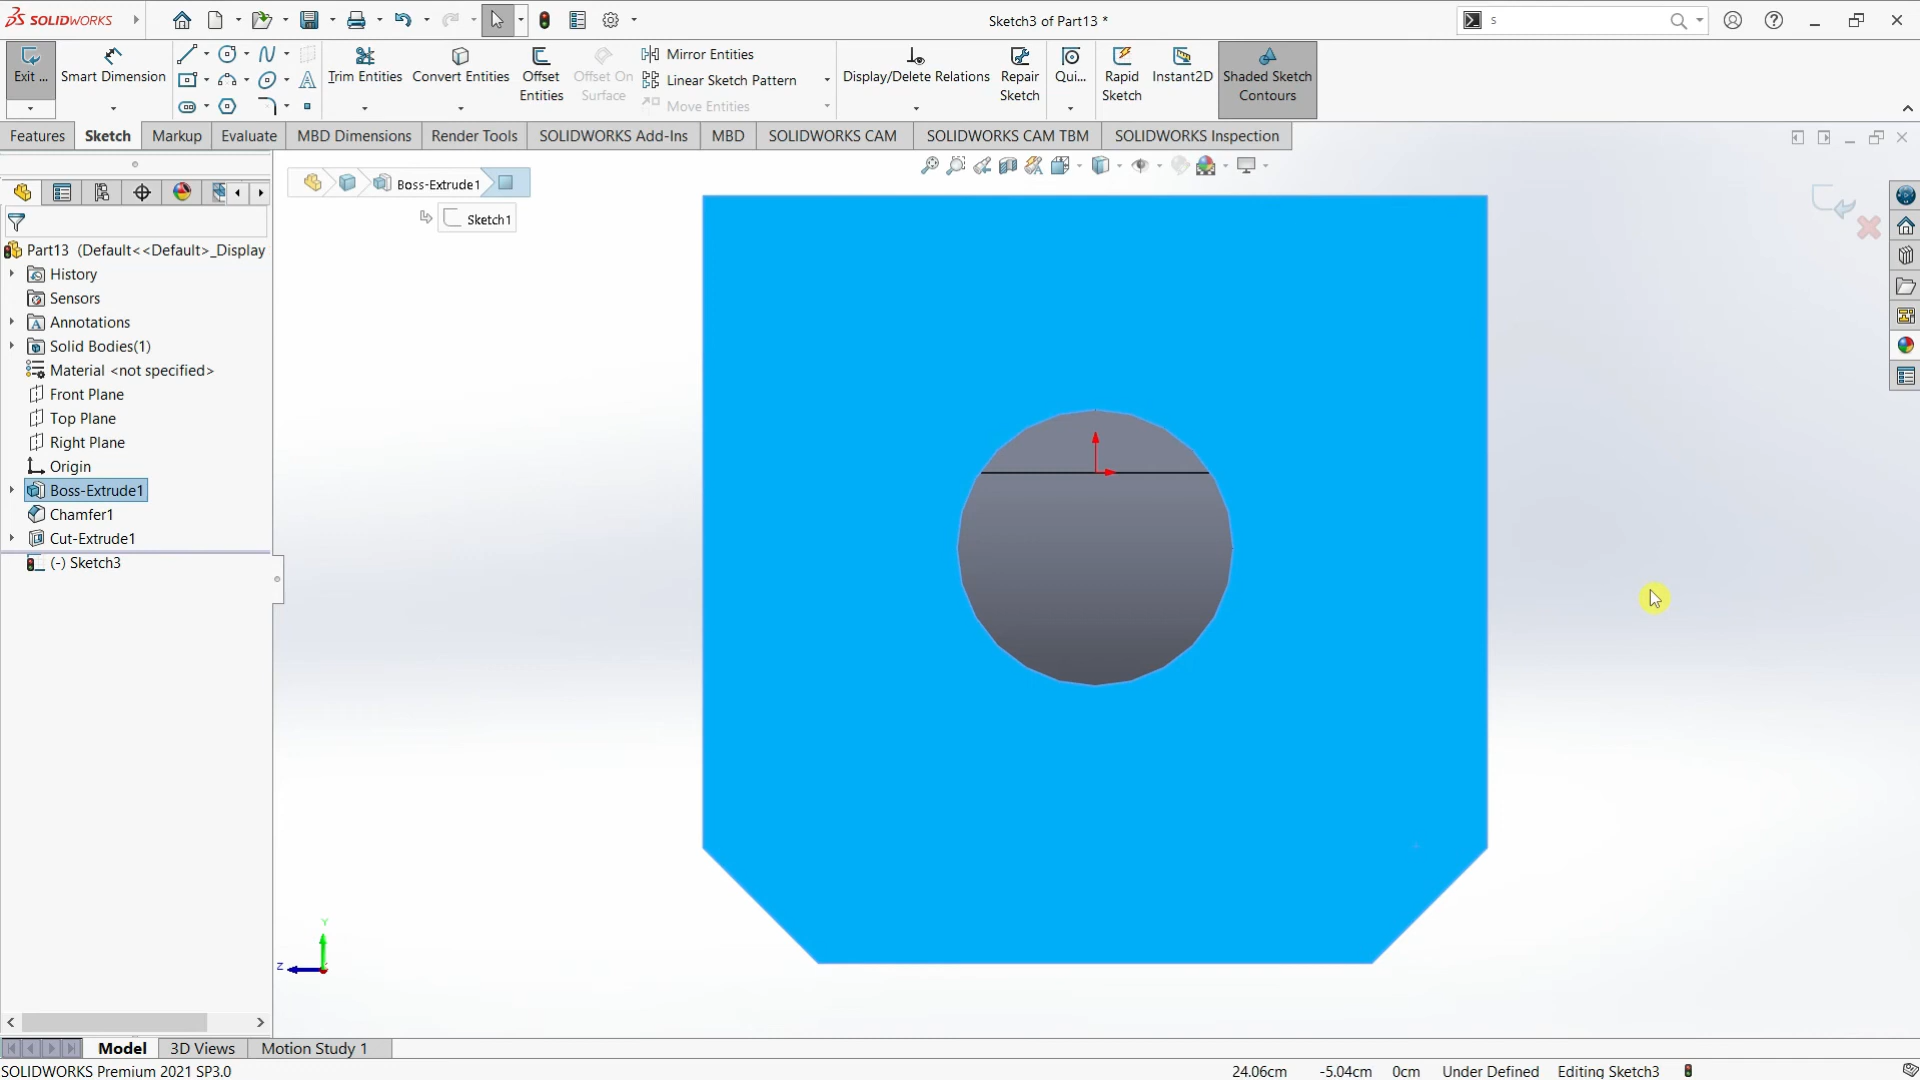 SOLIDWORKS
Sketch3 of Part13 *
s
Exit ...
Smart Dimension
Trim Entities
Convert Entities
Offset Entities
Offset On Surface
Mirror Entities
Linear Sketch Pattern
Move Entities
Display/Delete Relations
Repair Sketch
Qui...
Rapid Sketch
Instant2D
Shaded Sketch Contours
Features
Sketch
Markup
Evaluate
MBD Dimensions
Render Tools
SOLIDWORKS Add-Ins
MBD
SOLIDWORKS CAM
SOLIDWORKS CAM TBM
SOLIDWORKS Inspection
Boss-Extrude1
Sketch1
Part13 (Default<<Default>_Display
History
Sensors
Annotations
Solid Bodies(1)
Material <not specified>
Front Plane
Top Plane
Right Plane
Origin
Boss-Extrude1
Chamfer1
Cut-Extrude1
(-) Sketch3
Y
Z
Model
3D Views
Motion Study 1
SOLIDWORKS Premium 2021 SP3.0
24.06cm
-5.04cm
0cm
Under Defined
Editing Sketch3